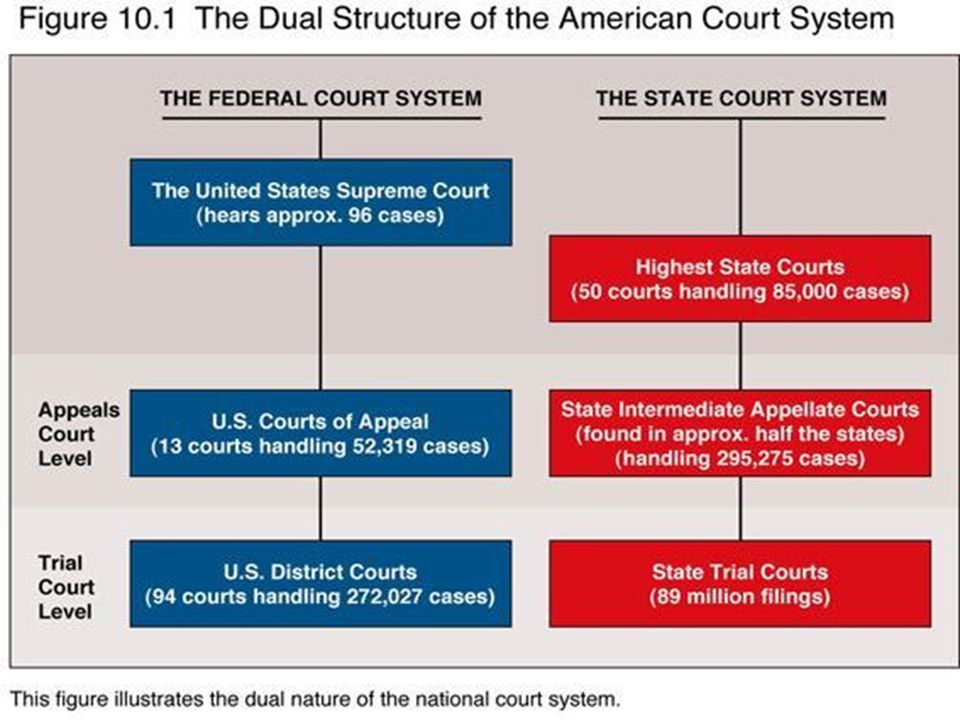 Figure 10.1 The Dual Structure of the American Court System
THE FEDERAL COURT SYSTEM
The United States Supreme Court
(hears approx. 96 cases)
THE STATE COURT SYSTEM
Highest State Courts
(50 courts handling 85,000 cases)
Appeals
Court
Level
U.S. Courts of Appeal
(13 courts handling 52,319 cases)
State Intermediate Appellate Courts
(found in approx. half the states)
(handling 295,275 cases)
Trial
Court
Level
U.S. District Courts
(94 courts handling 272,027 cases)
State Trial Courts
(89 million filings)
This figure illustrates the dual nature of the national court system.